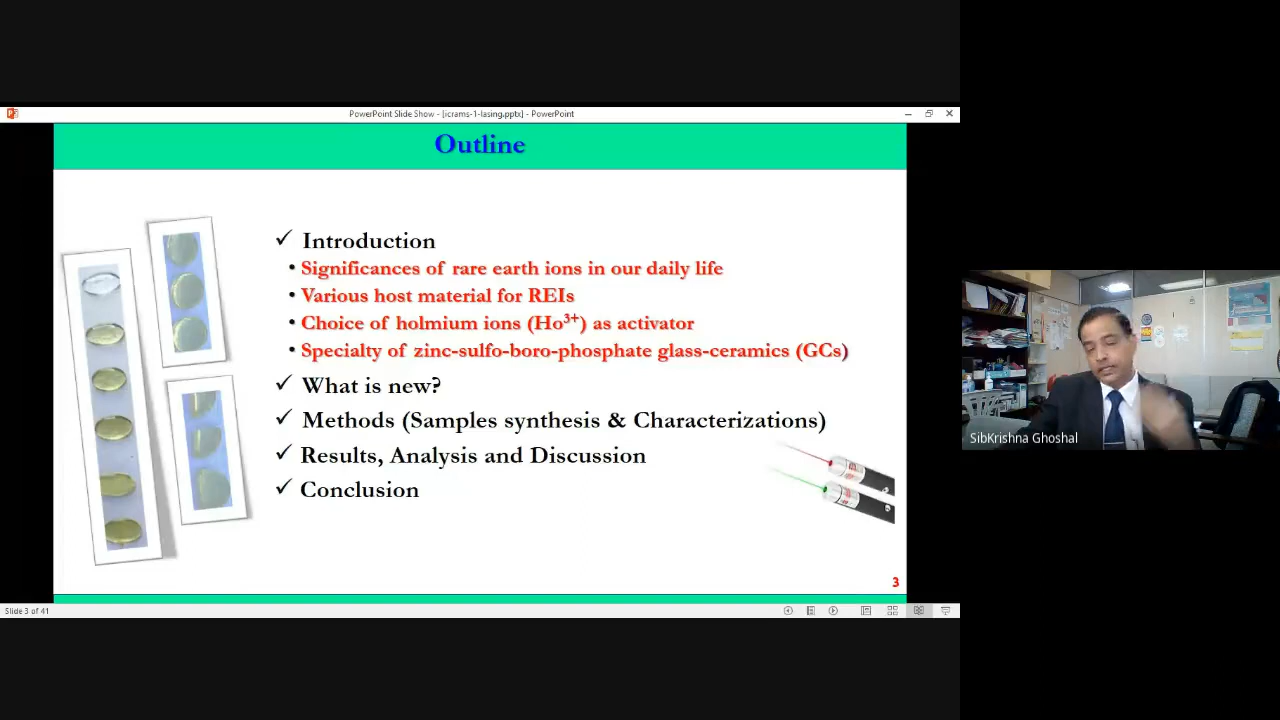 PowerPoint Slide Show - [icrams-1-lasing.pptx] - PowerPoint
Outline
✓ Introduction
• Significances of rare earth ions in our daily life
• Various host material for REIs
• Choice of holmium ions (Ho³⁺) as activator
• Specialty of zinc-sulfo-boro-phosphate glass-ceramics (GCs)
✓ What is new?
✓ Methods (Samples synthesis & Characterizations)
✓ Results, Analysis and Discussion
✓ Conclusion
3
Slide 3 of 41
SibKrishna Ghoshal